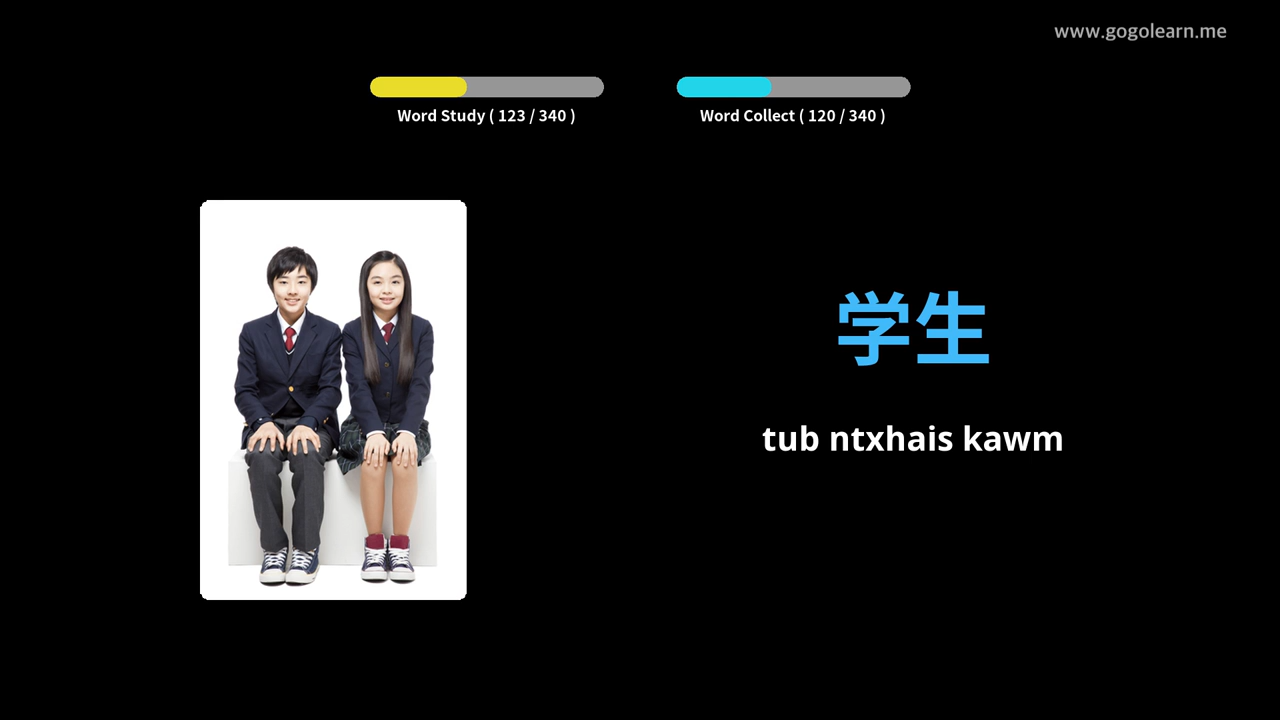 www.gogolearn.me
Word Study ( 123 / 340 )
Word Collect ( 120 / 340 )
学生
tub ntxhais kawm